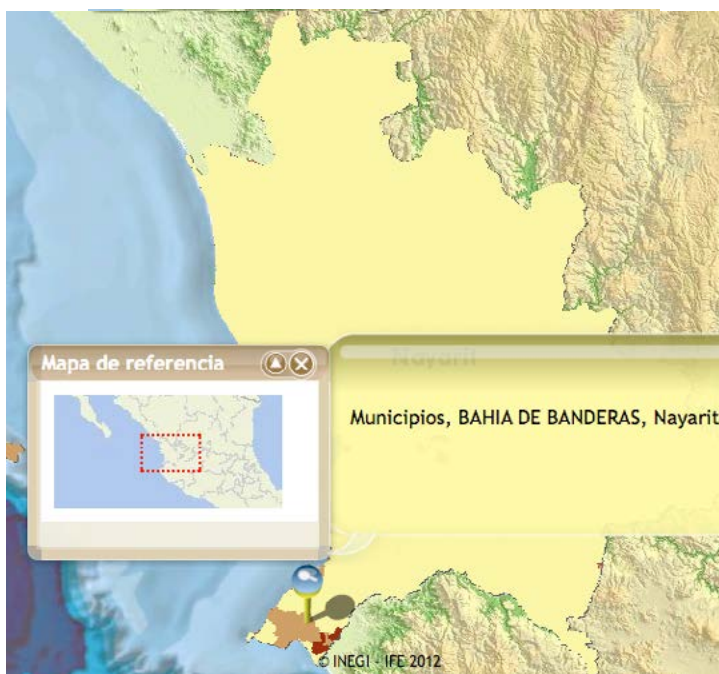 Nayarit
Mapa de referencia
Municipios, BAHIA DE BANDERAS, Nayarit
© INEGI - IFE 2012